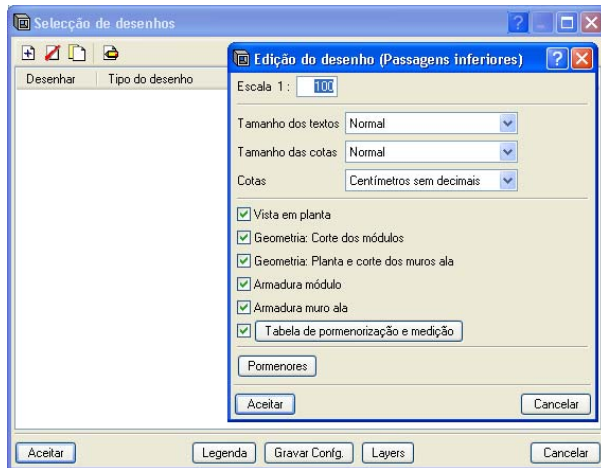 Selecção de desenhos
Desenhar Tipo do desenho
Edição do desenho (Passagens inferiores)
Escala 1 : 100
Tamanho dos textos Normal
Tamanho das cotas Normal
Cotas Centímetros sem decimais
Vista em planta
Geometria: Corte dos módulos
Geometria: Planta e corte dos muros ala
Armadura módulo
Armadura muro ala
Tabela de pormenorização e medição
Pormenores
Aceitar Cancelar
Aceitar Legenda Gravar Confg. Layers Cancelar